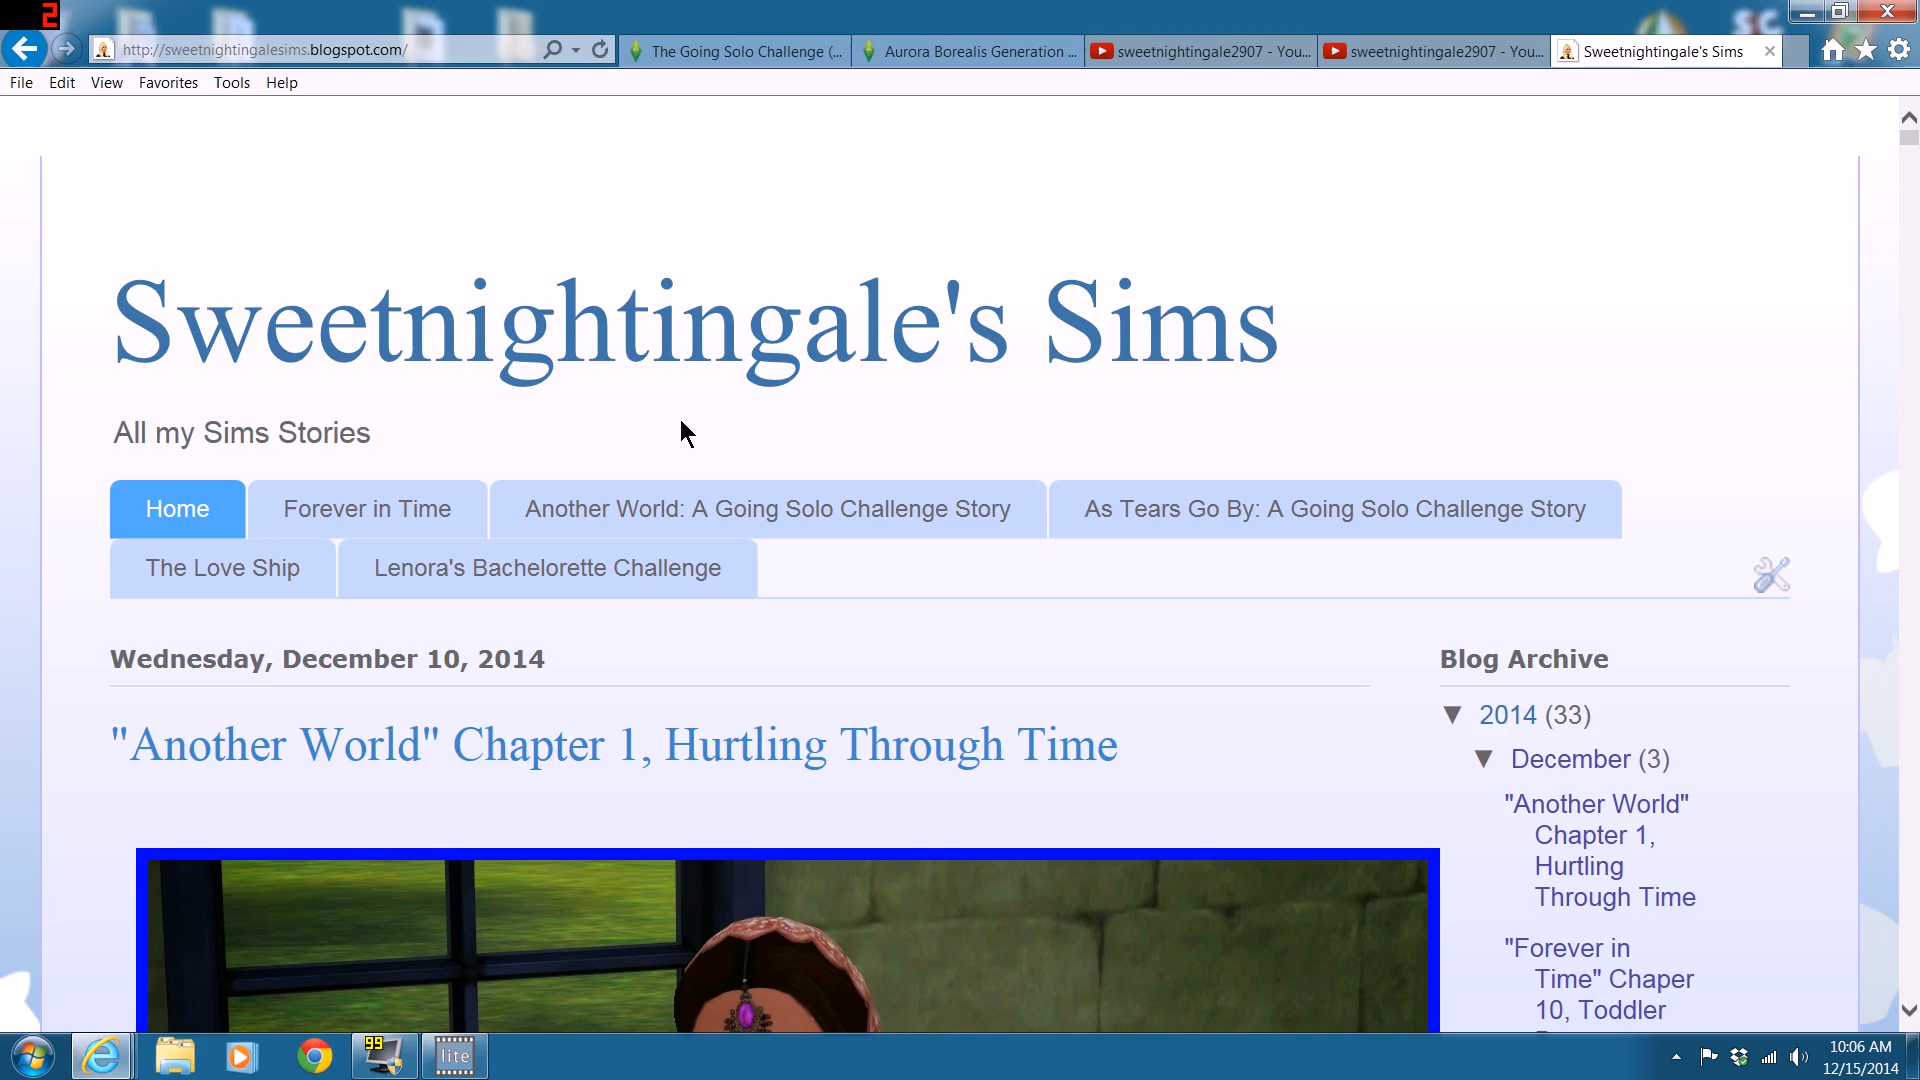 2
http://sweetnightingalesims.blogspot.com/
The Going Solo Challenge (...
Aurora Borealis Generation ...
sweetnightingale2907 - You...
sweetnightingale2907 - You...
Sweetnightingale's Sims
File Edit View Favorites Tools Help
Sweetnightingale's Sims
All my Sims Stories
Home
Forever in Time
Another World: A Going Solo Challenge Story
As Tears Go By: A Going Solo Challenge Story
The Love Ship
Lenora's Bachelorette Challenge
Wednesday, December 10, 2014
"Another World" Chapter 1, Hurtling Through Time
Blog Archive
▼ 2014 (33)
▼ December (3)
"Another World"
Chapter 1,
Hurtling
Through Time
"Forever in
Time" Chaper
10, Toddler
99
lite
10:06 AM
12/15/2014